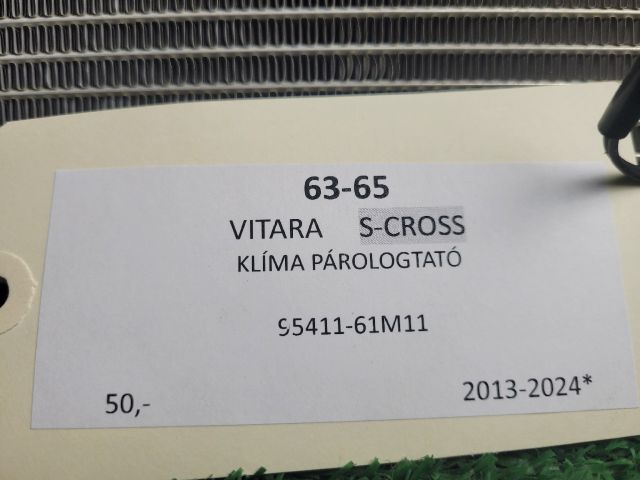 63-65
VITARA S-CROSS
KLÍMA PÁROLOGTATÓ
95411-61M11
50,- 2013-2024*